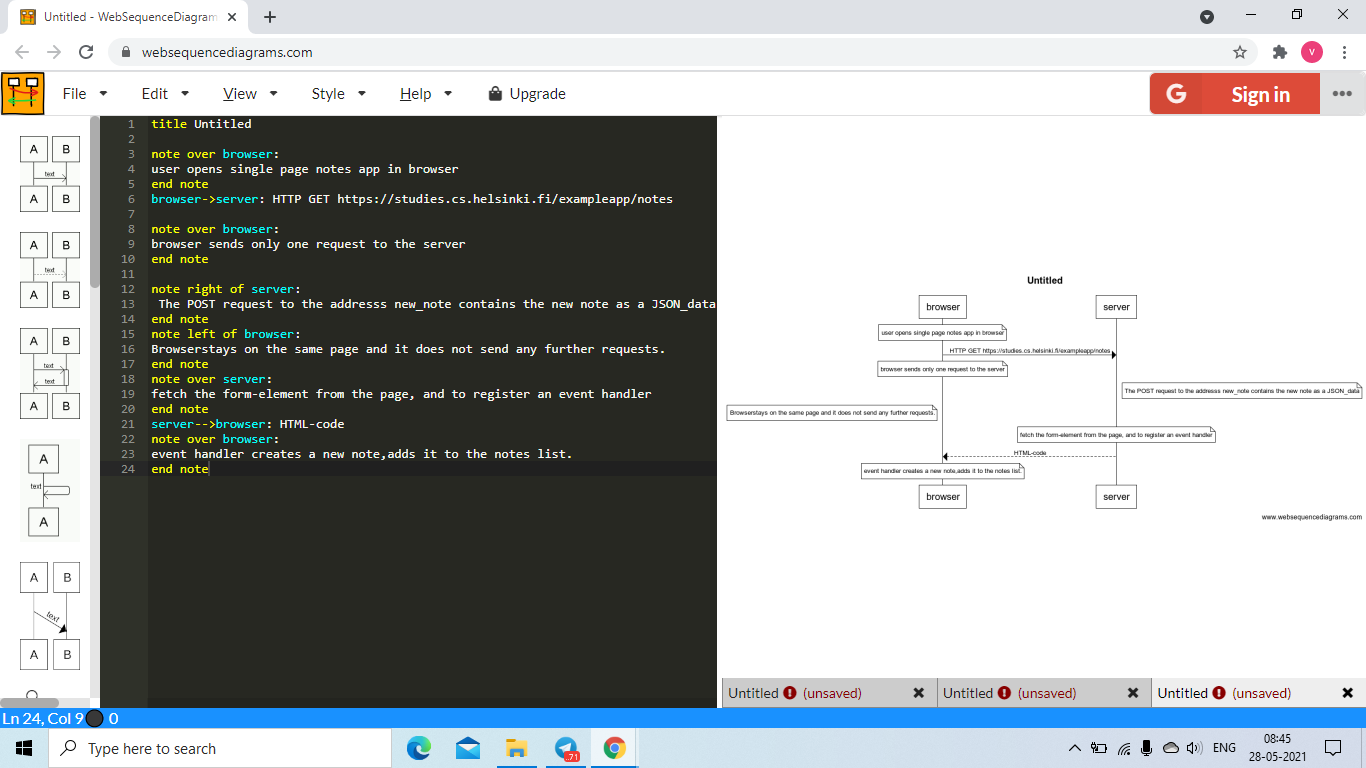 Untitled - WebSequenceDiagram
websequencediagrams.com
V
File Edit View Style Help Upgrade
G Sign in
A B
text
A B
A B
text
A B
A B
text
text
A B
A
text
A
A B
text
A B
1 title Untitled
2
3 note over browser:
4 user opens single page notes app in browser
5 end note
6 browser->server: HTTP GET https://studies.cs.helsinki.fi/exampleapp/notes
7
8 note over browser:
9 browser sends only one request to the server
10 end note
11
12 note right of server:
13 The POST request to the addresss new_note contains the new note as a JSON_data
14 end note
15 note left of browser:
16 Browserstays on the same page and it does not send any further requests.
17 end note
18 note over server:
19 fetch the form-element from the page, and to register an event handler
20 end note
21 server-->browser: HTML-code
22 note over browser:
23 event handler creates a new note,adds it to the notes list.
24 end note
Untitled
browser server
user opens single page notes app in browser
HTTP GET https://studies.cs.helsinki.fi/exampleapp/notes
browser sends only one request to the server
The POST request to the addresss new_note contains the new note as a JSON_data
Browserstays on the same page and it does not send any further requests.
fetch the form-element from the page, and to register an event handler
HTML-code
event handler creates a new note,adds it to the notes list.
browser server
www.websequencediagrams.com
Untitled (unsaved) Untitled (unsaved) Untitled (unsaved)
Ln 24, Col 9 0
Type here to search
71
ENG
08:45
28-05-2021